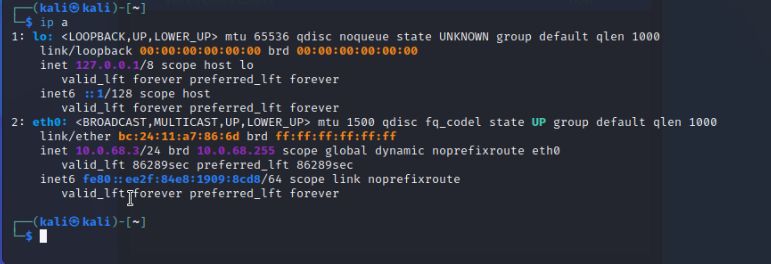 ┌──(kali㉿kali)-[~]
└─$ ip a
1: lo: <LOOPBACK,UP,LOWER_UP> mtu 65536 qdisc noqueue state UNKNOWN group default qlen 1000
link/loopback 00:00:00:00:00:00 brd 00:00:00:00:00:00
inet 127.0.0.1/8 scope host lo
valid_lft forever preferred_lft forever
inet6 ::1/128 scope host
valid_lft forever preferred_lft forever
2: eth0: <BROADCAST,MULTICAST,UP,LOWER_UP> mtu 1500 qdisc fq_codel state UP group default qlen 1000
link/ether bc:24:11:a7:86:6d brd ff:ff:ff:ff:ff:ff
inet 10.0.68.3/24 brd 10.0.68.255 scope global dynamic noprefixroute eth0
valid_lft 86289sec preferred_lft 86289sec
inet6 fe80::ee2f:84e8:1909:8cd8/64 scope link noprefixroute
valid_lft forever preferred_lft forever
┌──(kali㉿kali)-[~]
└─$